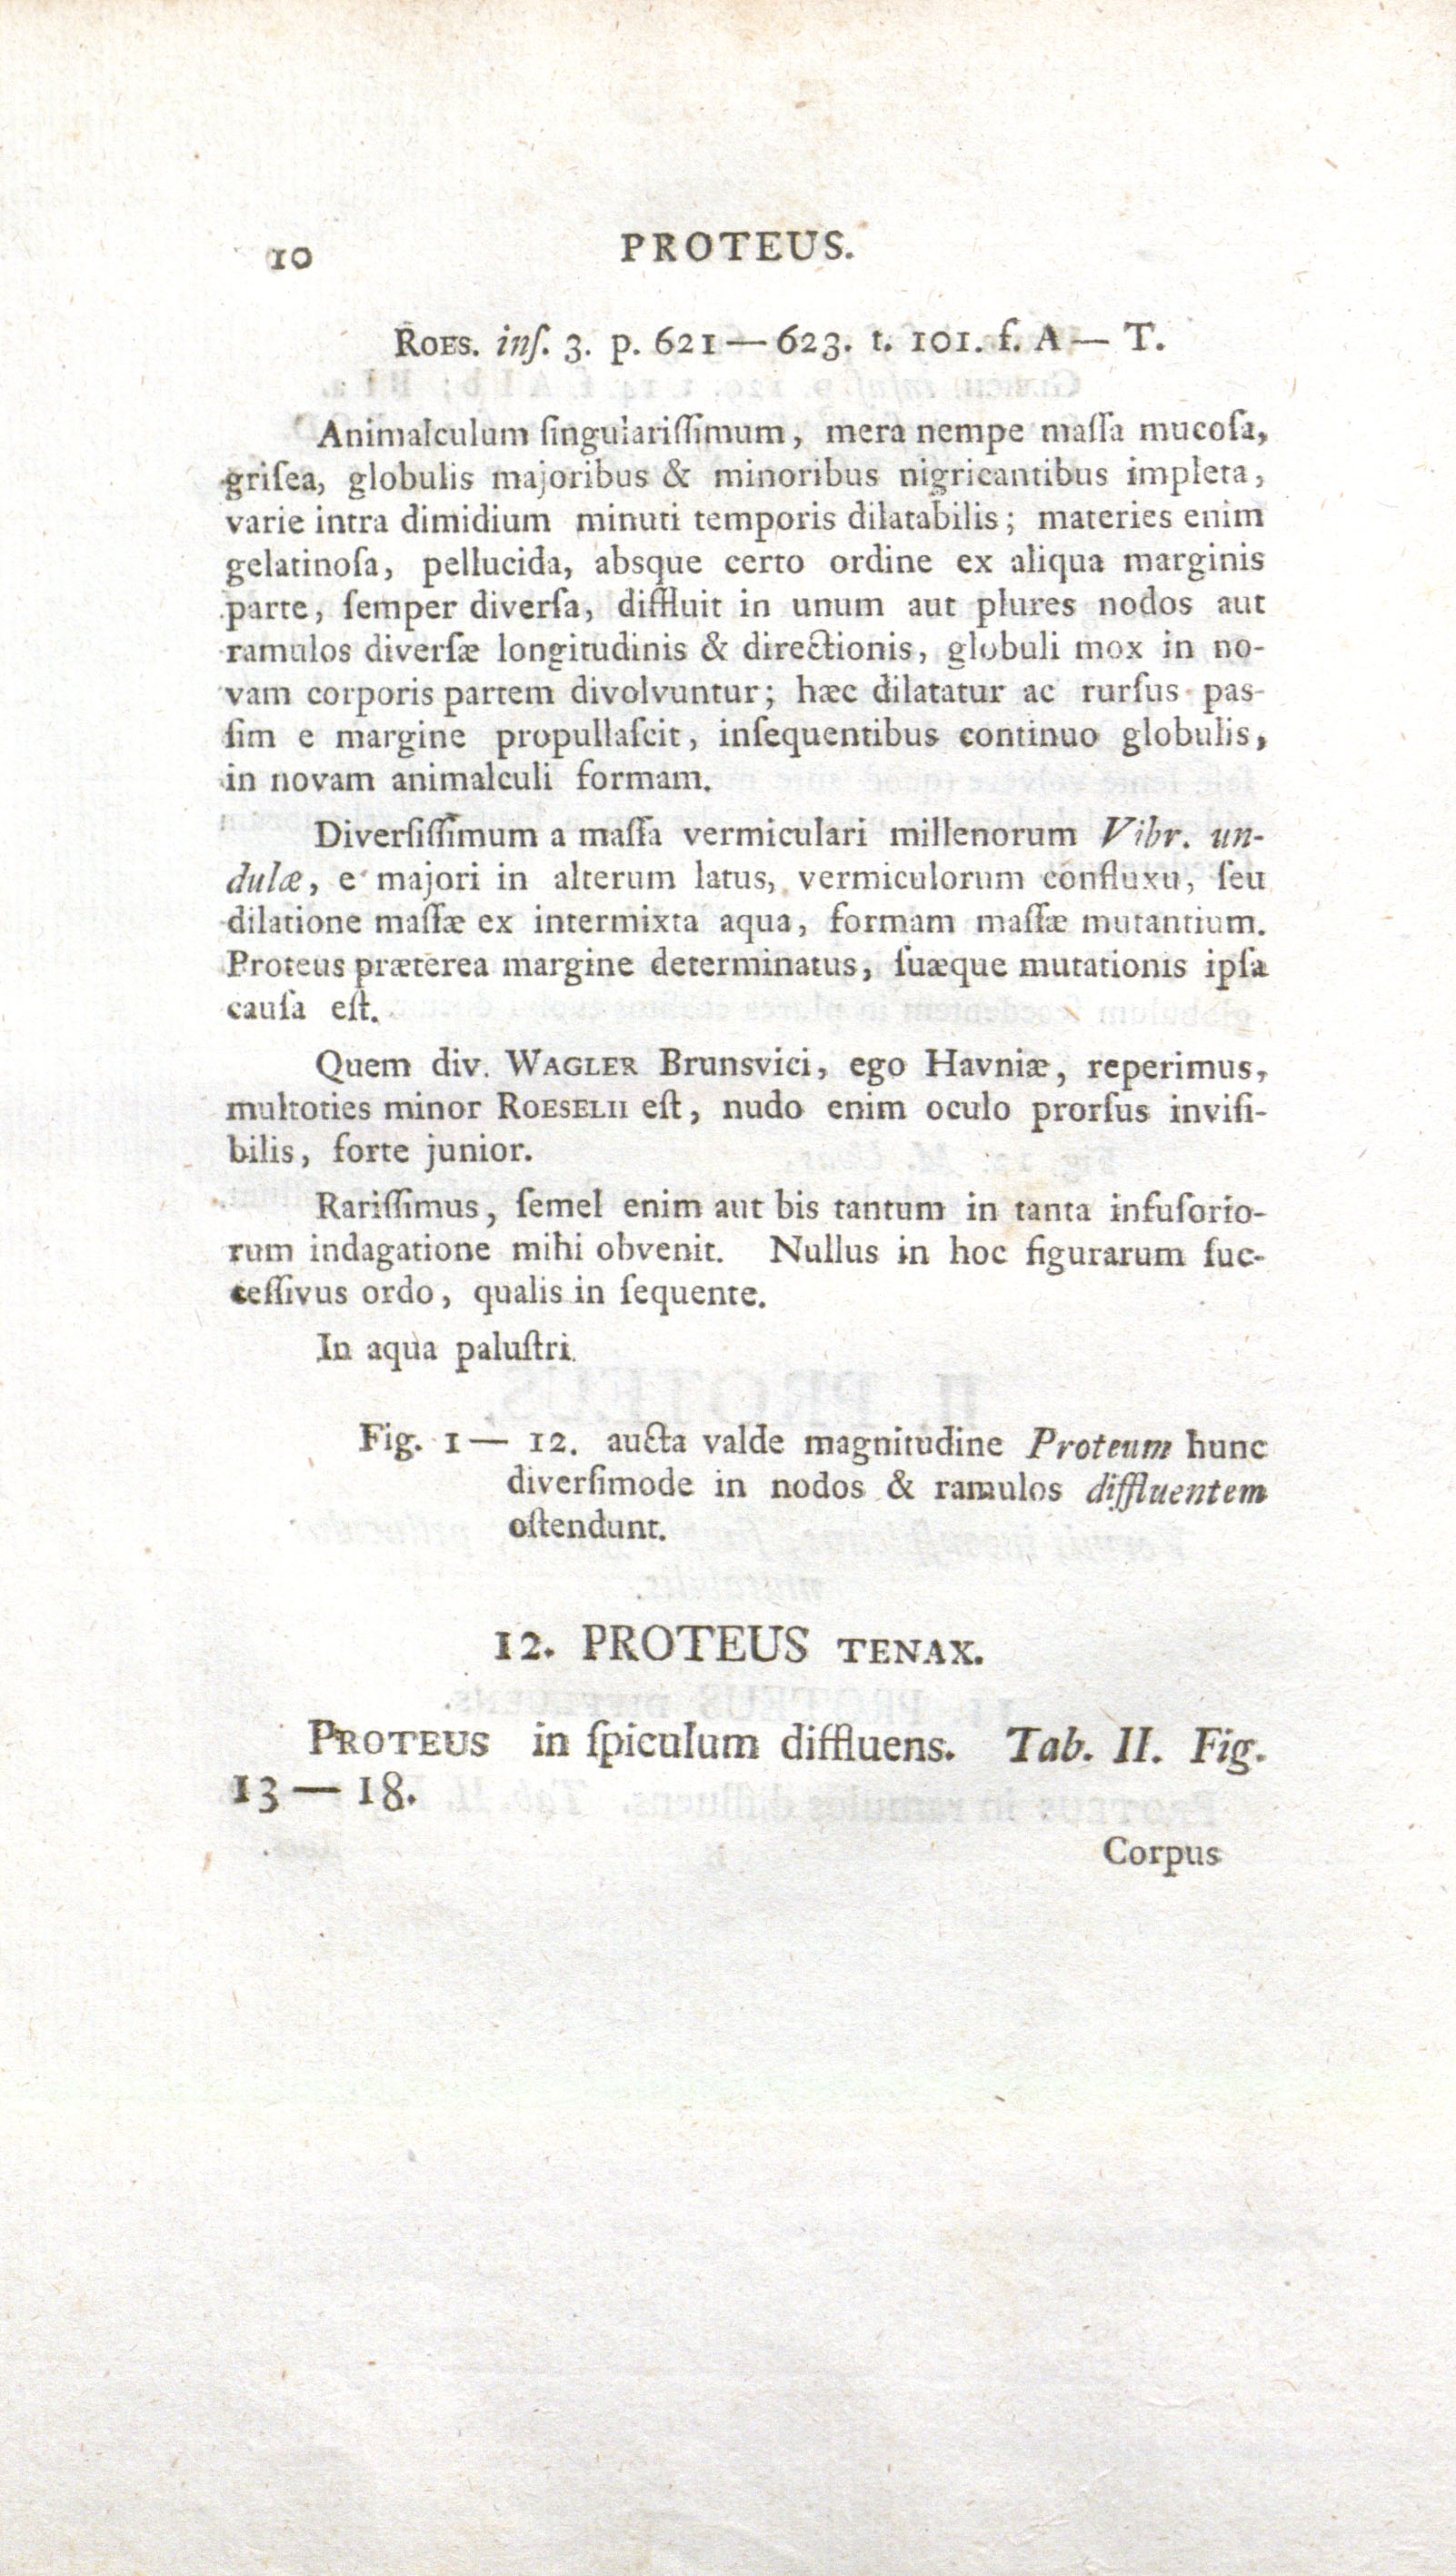 10
PROTEUS.
ROES. inſ. 3. p. 621—623. t. 101. f. A — T.
Animalculum ſingulariſſimum, mera nempe maſſa mucoſa,
griſea, globulis majoribus & minoribus nigricantibus impleta,
varie intra dimidium minuti temporis dilatabilis; materies enim
gelatinoſa, pellucida, absque certo ordine ex aliqua marginis
parte, ſemper diverſa, diffluit in unum aut plures nodos aut
ramulos diverſæ longitudinis & directionis, globuli mox in no-
vam corporis partem divolvuntur; hæc dilatatur ac rurſus pas-
ſim e margine propullaſcit, inſequentibus continuo globulis,
in novam animalculi formam.
Diverſiſſimum a maſſa vermiculari millenorum Vibr. un-
dulæ, e majori in alterum latus, vermiculorum confluxu, ſeu
dilatione maſſæ ex intermixta aqua, formam maſſæ mutantium.
Proteus præterea margine determinatus, ſuæque mutationis ipſa
cauſa eſt.
Quem div. WAGLER Brunsvici, ego Havniæ, reperimus,
multoties minor ROESELII eſt, nudo enim oculo prorſus inviſi-
bilis, forte junior.
Rariſſimus, ſemel enim aut bis tantum in tanta infuſorio-
rum indagatione mihi obvenit. Nullus in hoc figurarum ſuc-
ceſſivus ordo, qualis in ſequente.
In aqua paluſtri.
Fig. 1 — 12. aucta valde magnitudine Proteum hunc
diverſimode in nodos & ramulos diffluentem
oſtendunt.
12. PROTEUS TENAX.
PROTEUS in ſpiculum diffluens. Tab. II. Fig.
13 — 18.
Corpus